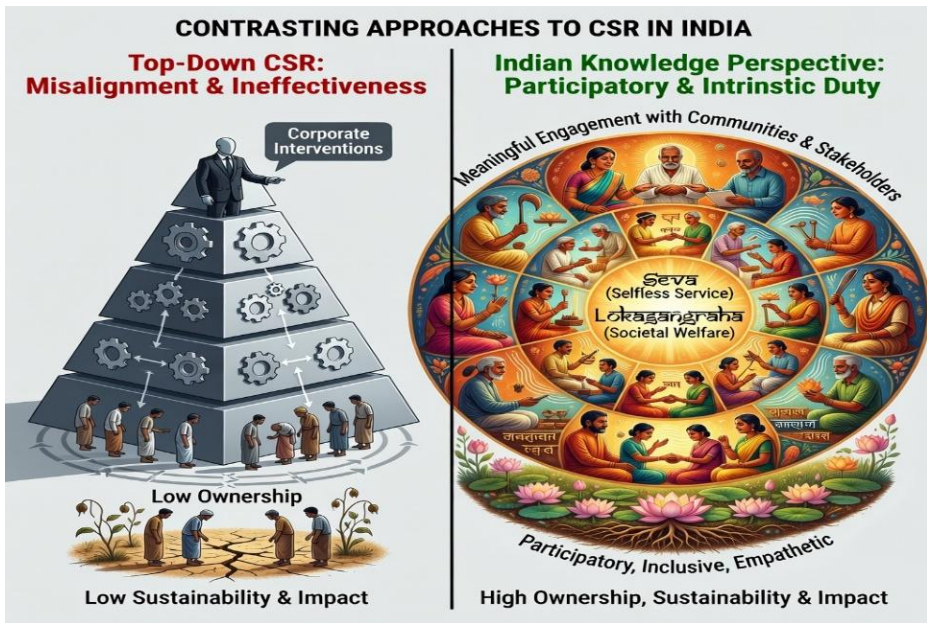 CONTRASTING APPROACHES TO CSR IN INDIA
Top-Down CSR:
Misalignment & Ineffectiveness
Corporate
Interventions
Low Ownership
Low Sustainability & Impact
Indian Knowledge Perspective:
Participatory & Intrinstic Duty
Meaningful Engagement with Communities & Stakeholders
Seva
(Selfless Service)
Lokasangraha
(Societal Welfare)
Participatory, Inclusive, Empathetic
High Ownership, Sustainability & Impact